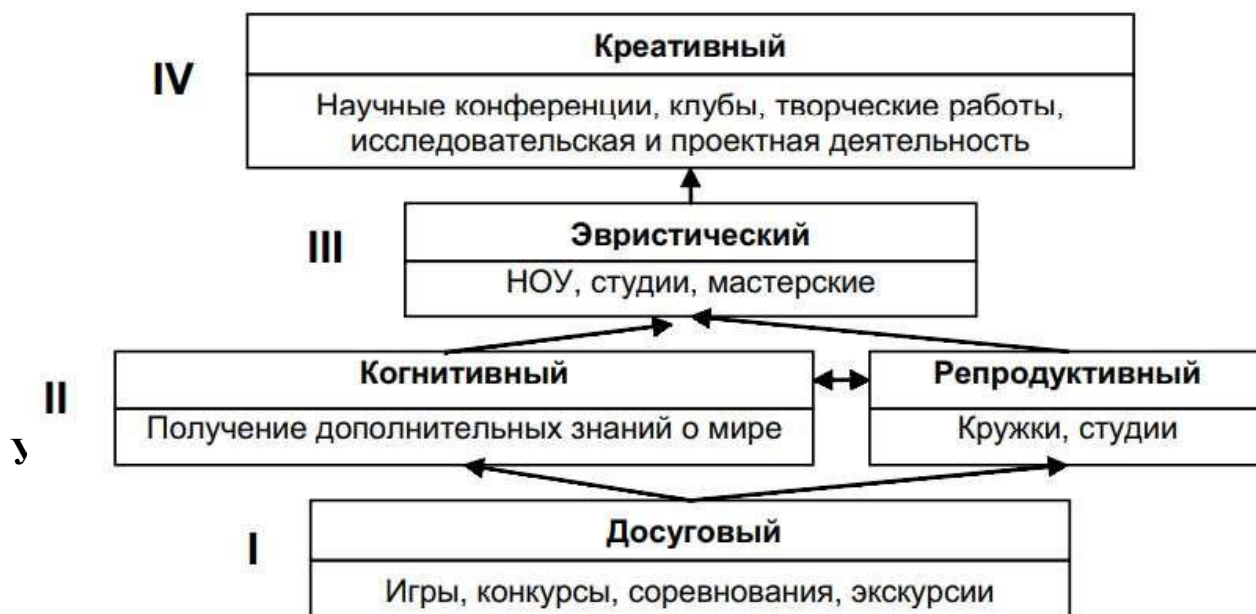 IV
Креативный
Научные конференции, клубы, творческие работы,
исследовательская и проектная деятельность
III
Эвристический
НОУ, студии, мастерские
II
Когнитивный
Получение дополнительных знаний о мире
Репродуктивный
Кружки, студии
I
Досуговый
Игры, конкурсы, соревнования, экскурсии